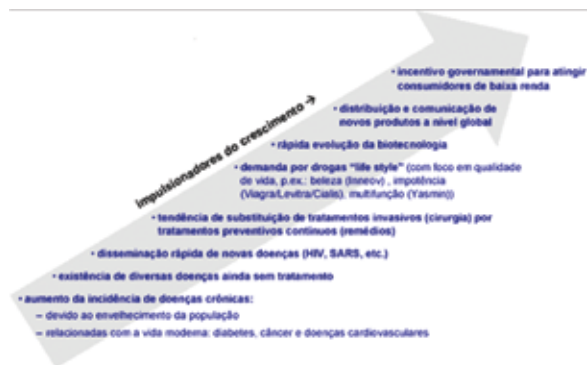 impulsionadores do crescimento →
• incentivo governamental para atingir
consumidores de baixa renda
• distribuição e comunicação de
novos produtos a nível global
• rápida evolução da biotecnologia
• demanda por drogas “life style” (com foco em qualidade
de vida, p.ex.: beleza (Inneov) , impotência
(Viagra/Levitra/Cialis), multifunção (Yasmin))
• tendência de substituição de tratamentos invasivos (cirurgia) por
tratamentos preventivos contínuos (remédios)
• disseminação rápida de novas doenças (HIV, SARS, etc.)
• existência de diversas doenças ainda sem tratamento
• aumento da incidência de doenças crônicas:
– devido ao envelhecimento da população
– relacionadas com a vida moderna: diabetes, câncer e doenças cardiovasculares